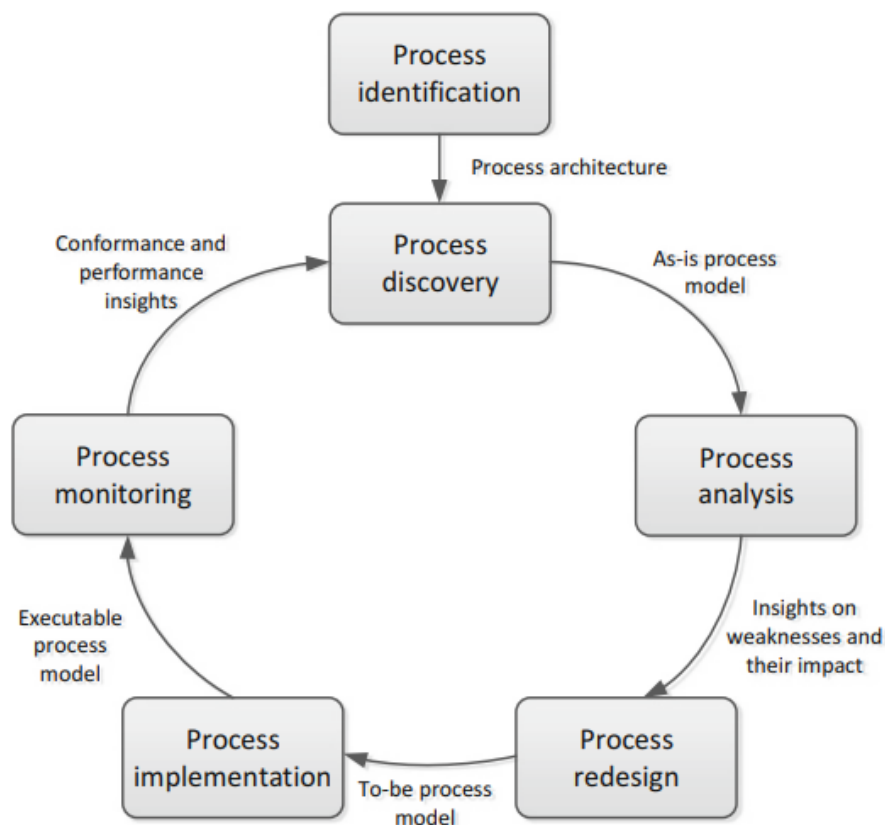 Process
identification
Process architecture
Process
discovery
Conformance and
performance
insights
As-is process
model
Process
monitoring
Process
analysis
Executable
process
model
Insights on
weaknesses and
their impact
Process
implementation
Process
redesign
To-be process
model